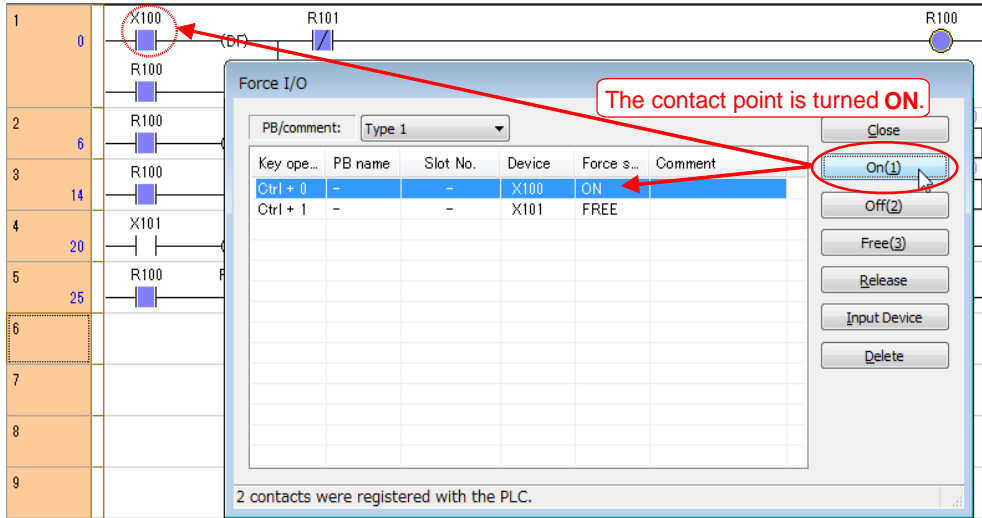 1 X100 R101 R100
0 (DF)
R100
Force I/O
The contact point is turned ON.
2 R100
6
PB/comment: Type 1
Close
Key ope... PB name Slot No. Device Force s... Comment
On(1)
3 R100
14
Ctrl + 0 – – X100 ON
Ctrl + 1 – – X101 FREE
Off(2)
4 X101
20
Free(3)
5 R100
25
Release
Input Device
6
Delete
7
8
9
2 contacts were registered with the PLC.